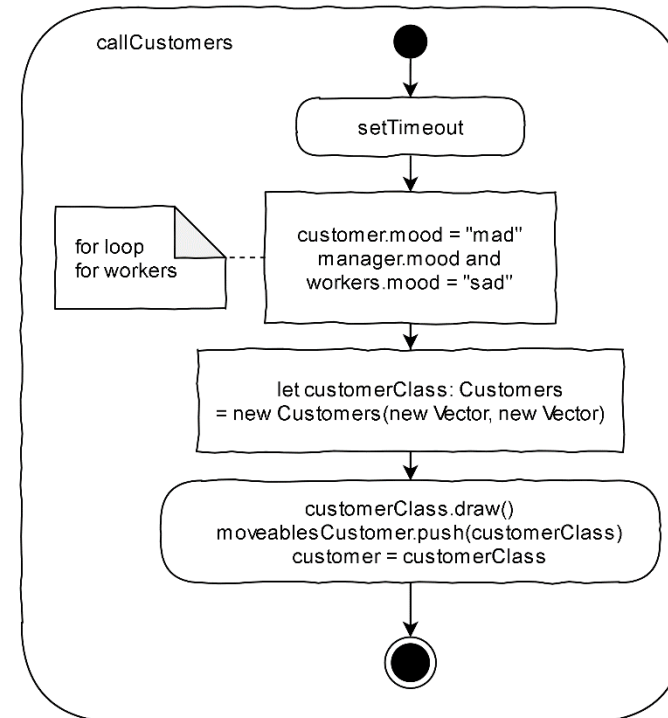 callCustomers
setTimeout
for loop
for workers
customer.mood = "mad"
manager.mood and
workers.mood = "sad"
let customerClass: Customers
= new Customers(new Vector, new Vector)
customerClass.draw()
moveablesCustomer.push(customerClass)
customer = customerClass